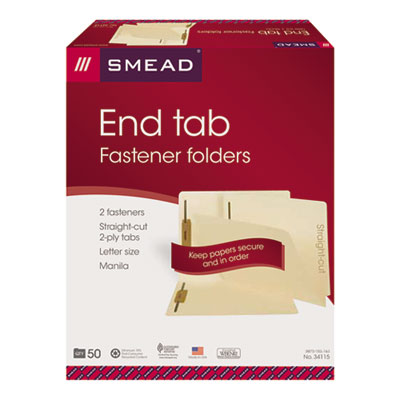 SMEAD
SMEAD
End tab
Fastener folders
2 fasteners
Straight-cut
2-ply tabs
Letter size
Manila
Keep papers secure
and in order
Straight-cut
50
No. 34115